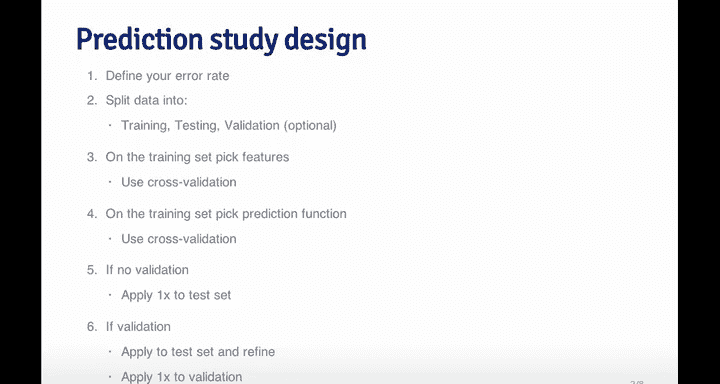 Prediction study design
1. Define your error rate
2. Split data into:
· Training, Testing, Validation (optional)
3. On the training set pick features
· Use cross-validation
4. On the training set pick prediction function
· Use cross-validation
5. If no validation
· Apply 1x to test set
6. If validation
· Apply to test set and refine
· Apply 1x to validation